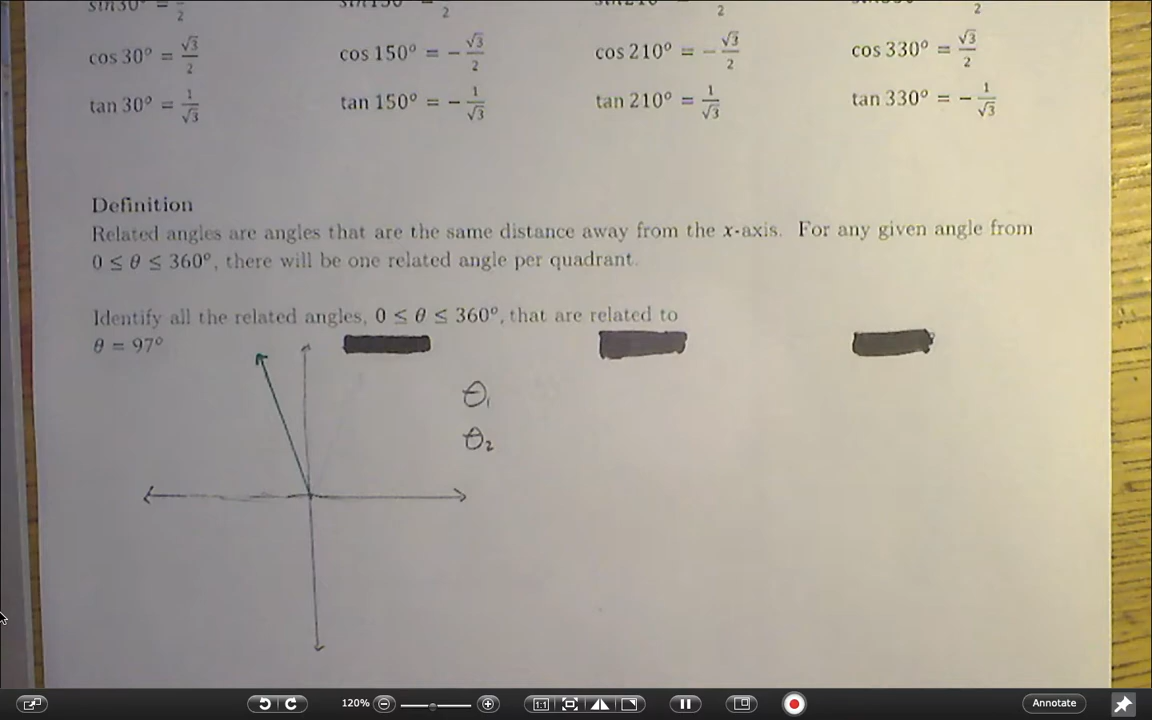 cos 30° = √3/2 cos 150° = −√3/2 cos 210° = −√3/2 cos 330° = √3/2
tan 30° = 1/√3 tan 150° = −1/√3 tan 210° = 1/√3 tan 330° = −1/√3
Definition
Related angles are angles that are the same distance away from the x-axis. For any given angle from
0 ≤ θ ≤ 360°, there will be one related angle per quadrant.
Identify all the related angles, 0 ≤ θ ≤ 360°, that are related to
θ = 97°
θ₁
θ₂
120%
1:1
Annotate